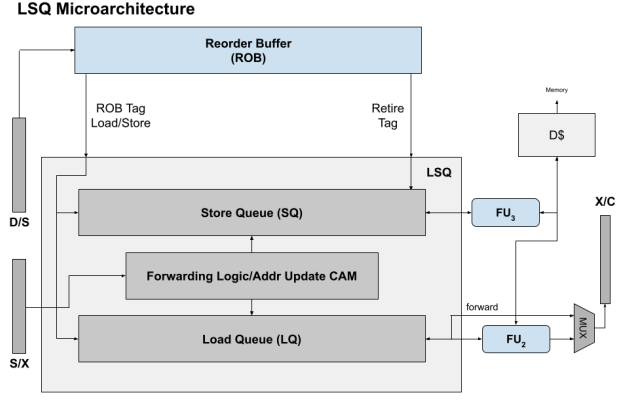 LSQ Microarchitecture
Reorder Buffer
(ROB)
ROB Tag
Load/Store
Retire
Tag
Memory
D$
LSQ
X/C
D/S
Store Queue (SQ)
FU3
Forwarding Logic/Addr Update CAM
S/X
forward
Load Queue (LQ)
FU2
MUX